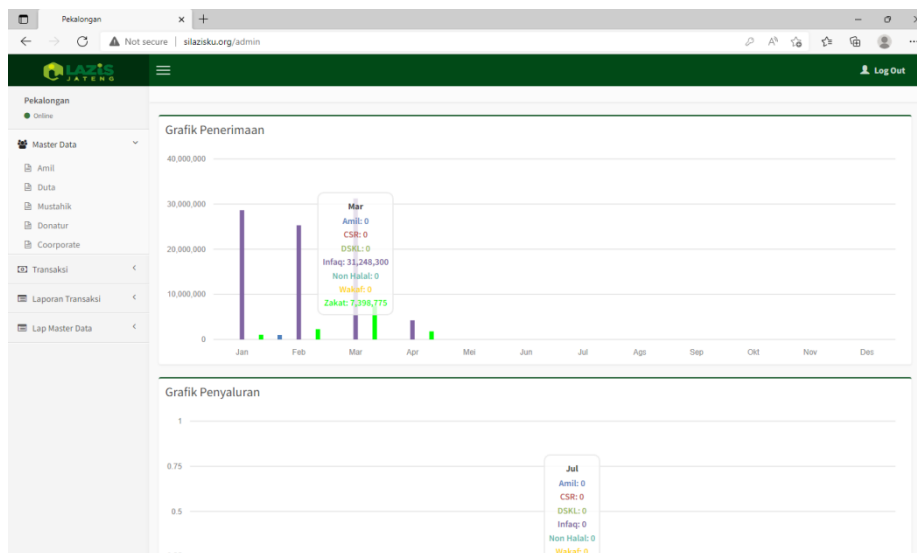 Pekalongan
Not secure | silazisku.org/admin
LAZiS
JATENG
Log Out
Pekalongan
Online
Master Data
Amil
Duta
Mustahik
Donatur
Coorporate
Transaksi
Laporan Transaksi
Lap Master Data
Grafik Penerimaan
40,000,000
30,000,000
20,000,000
10,000,000
0
Mar
Amil: 0
CSR: 0
DSKL: 0
Infaq: 31,248,300
Non Halal: 0
Wakaf: 0
Zakat: 7,398,775
Jan Feb Mar Apr Mei Jun Jul Ags Sep Okt Nov Des
Grafik Penyaluran
1
0.75
0.5
Jul
Amil: 0
CSR: 0
DSKL: 0
Infaq: 0
Non Halal: 0
Wakaf: 0